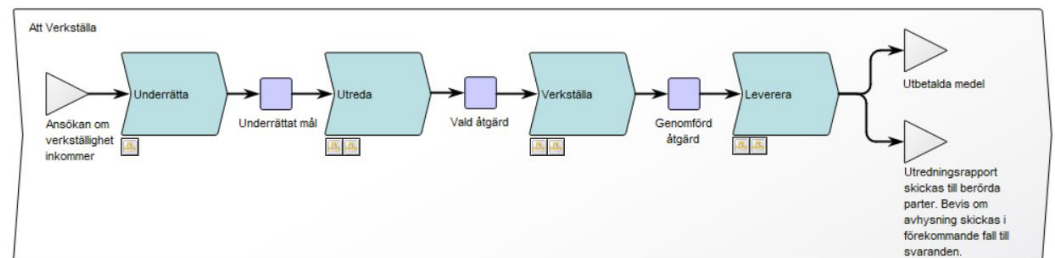 Att Verkställa
Ansökan om
verkställighet
inkommer
Underrätta
Underrättat mål
Utreda
Vald åtgärd
Verkställa
Genomförd
åtgärd
Leverera
Utbetalda medel
Utredningsrapport
skickas till berörda
parter. Bevis om
avhysning skickas i
förekommande fall till
svaranden.